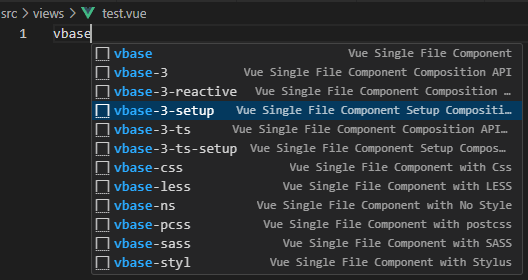 src > views > test.vue
1 vbase
vbase Vue Single File Component
vbase-3 Vue Single File Component Composition API
vbase-3-reactive Vue Single File Component Composition …
vbase-3-setup Vue Single File Component Setup Compositi…
vbase-3-ts Vue Single File Component Composition API…
vbase-3-ts-setup Vue Single File Component Setup Compos…
vbase-css Vue Single File Component with Css
vbase-less Vue Single File Component with LESS
vbase-ns Vue Single File Component with No Style
vbase-pcss Vue Single File Component with postcss
vbase-sass Vue Single File Component with SASS
vbase-styl Vue Single File Component with Stylus